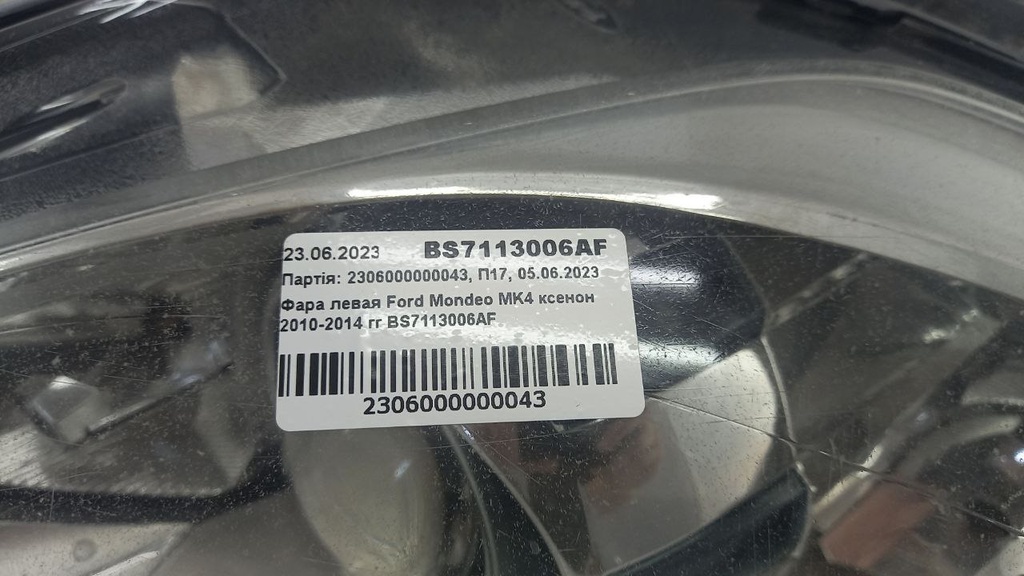 23.06.2023 BS7113006AF
Партія: 2306000000043, П17, 05.06.2023
Фара левая Ford Mondeo MK4 ксенон
2010-2014 гг BS7113006AF
2306000000043